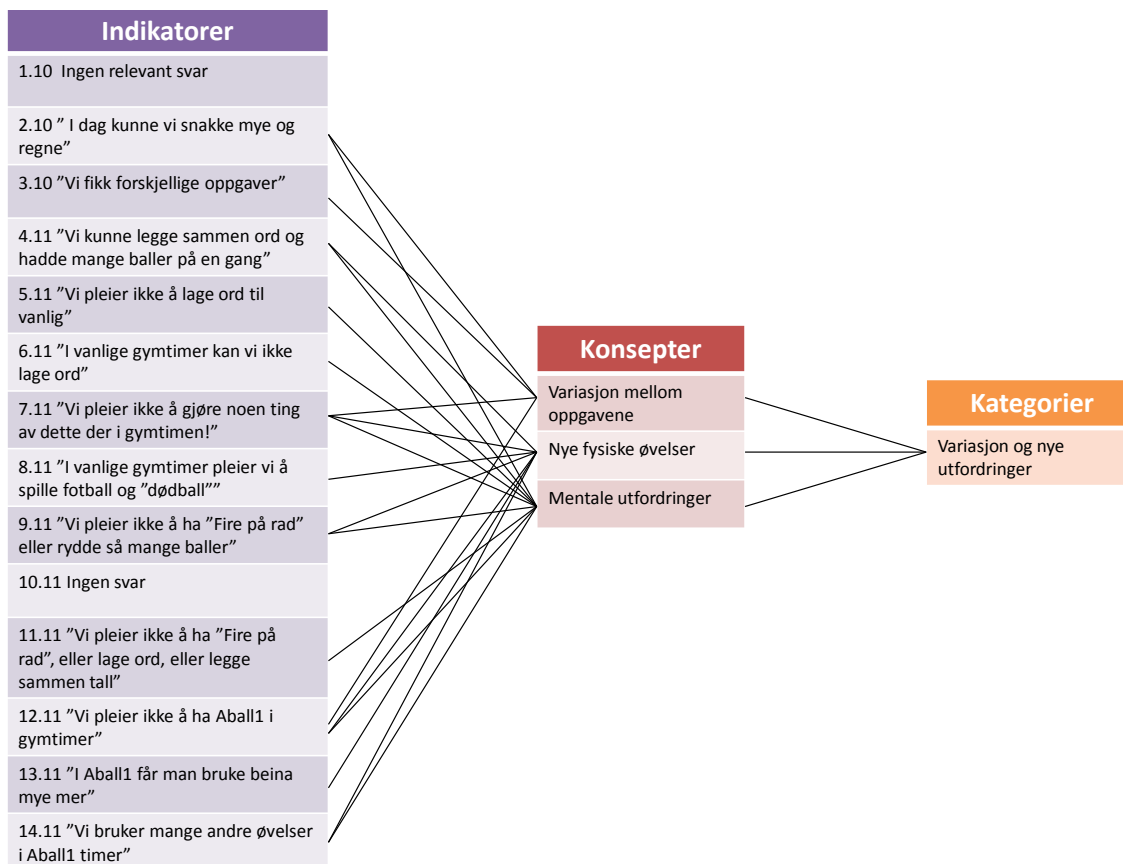 Indikatorer
1.10  Ingen relevant svar
2.10 ” I dag kunne vi snakke mye og
regne”
3.10 ”Vi fikk forskjellige oppgaver”
4.11 ”Vi kunne legge sammen ord og
hadde mange baller på en gang”
5.11 ”Vi pleier ikke å lage ord til
vanlig”
6.11 ”I vanlige gymtimer kan vi ikke
lage ord”
7.11 ”Vi pleier ikke å gjøre noen ting
av dette der i gymtimen!”
8.11 ”I vanlige gymtimer pleier vi å
spille fotball og ”dødball””
9.11 ”Vi pleier ikke å ha ”Fire på rad”
eller rydde så mange baller”
10.11 Ingen svar
11.11 ”Vi pleier ikke å ha ”Fire på
rad”, eller lage ord, eller legge
sammen tall”
12.11 ”Vi pleier ikke å ha Aball1 i
gymtimer”
13.11 ”I Aball1 får man bruke beina
mye mer”
14.11 ”Vi bruker mange andre øvelser
i Aball1 timer”
Konsepter
Variasjon mellom
oppgavene
Nye fysiske øvelser
Mentale utfordringer
Kategorier
Variasjon og nye
utfordringer